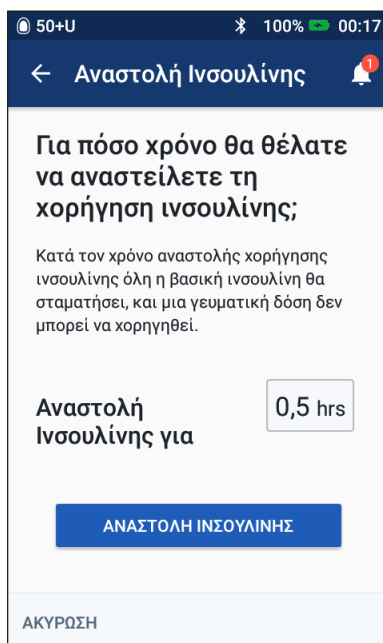 50+U 100% 00:17
Αναστολή Ινσουλίνης 1
Για πόσο χρόνο θα θέλατε
να αναστείλετε τη
χορήγηση ινσουλίνης;
Κατά τον χρόνο αναστολής χορήγησης
ινσουλίνης όλη η βασική ινσουλίνη θα
σταματήσει, και μια γευματική δόση δεν
μπορεί να χορηγηθεί.
Αναστολή 0,5 hrs
Ινσουλίνης για
ΑΝΑΣΤΟΛΗ ΙΝΣΟΥΛΙΝΗΣ
ΑΚΥΡΩΣΗ